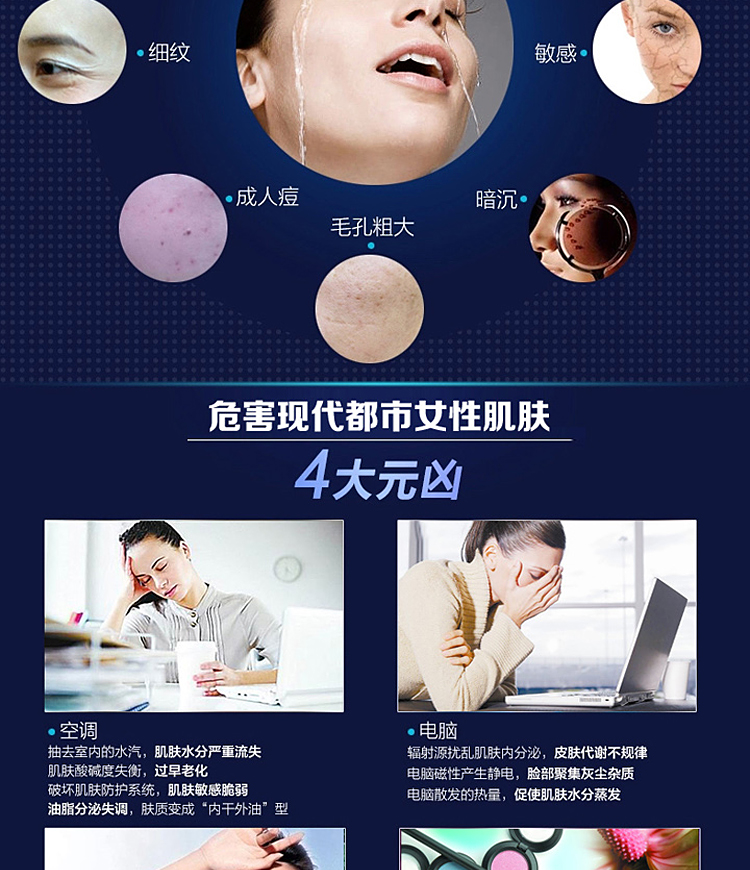 细纹
敏感
成人痘
暗沉
毛孔粗大
危害现代都市女性肌肤
4大元凶
空调
抽去室内的水汽，肌肤水分严重流失
肌肤酸碱度失衡，过早老化
破坏肌肤防护系统，肌肤敏感脆弱
油脂分泌失调，肤质变成“内干外油”型
电脑
辐射源扰乱肌肤内分泌，皮肤代谢不规律
电脑磁性产生静电，脸部聚集灰尘杂质
电脑散发的热量，促使肌肤水分蒸发